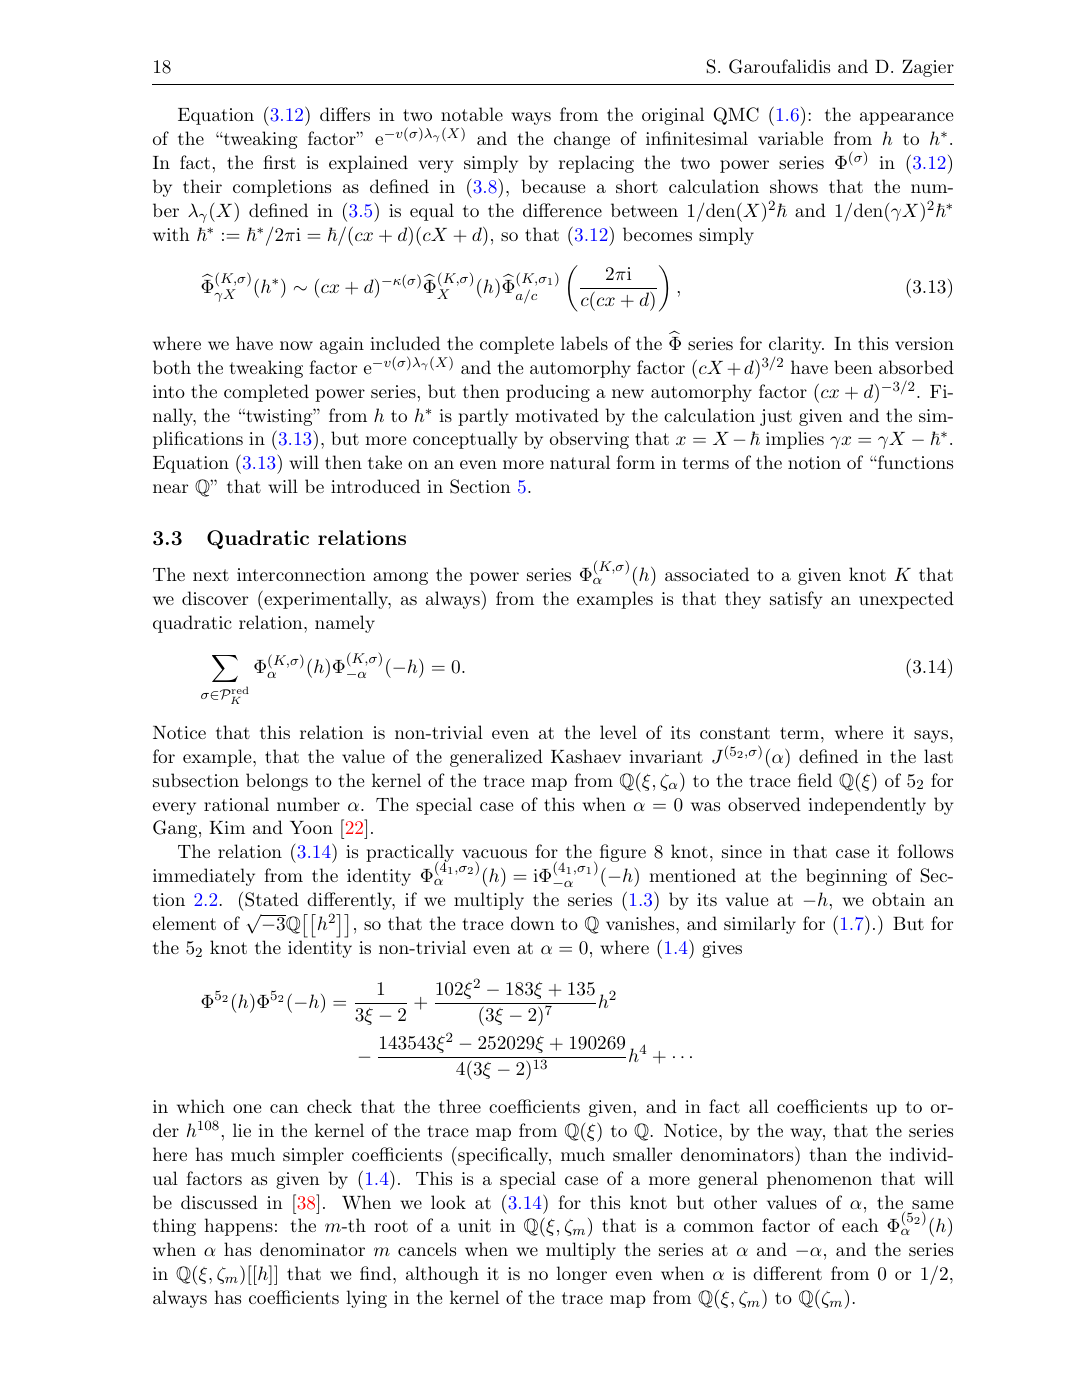 18 S. Garoufalidis and D. Zagier
Equation (3.12) differs in two notable ways from the original QMC (1.6): the appearance
of the “tweaking factor” e^{−v(σ)λ_γ(X)} and the change of infinitesimal variable from h to h*.
In fact, the first is explained very simply by replacing the two power series Φ^{(σ)} in (3.12)
by their completions as defined in (3.8), because a short calculation shows that the num-
ber λ_γ(X) defined in (3.5) is equal to the difference between 1/den(X)²ℏ and 1/den(γX)²ℏ*
with ℏ* := ℏ*/2πi = ℏ/(cx + d)(cX + d), so that (3.12) becomes simply
Φ̂_{γX}^{(K,σ)}(h*) ∼ (cx + d)^{−κ(σ)} Φ̂_X^{(K,σ)}(h) Φ̂_{a/c}^{(K,σ_1)} (2πi / c(cx + d)), (3.13)
where we have now again included the complete labels of the Φ̂ series for clarity. In this version
both the tweaking factor e^{−v(σ)λ_γ(X)} and the automorphy factor (cX + d)^{3/2} have been absorbed
into the completed power series, but then producing a new automorphy factor (cx + d)^{−3/2}. Fi-
nally, the “twisting” from h to h* is partly motivated by the calculation just given and the sim-
plifications in (3.13), but more conceptually by observing that x = X − ℏ implies γx = γX − ℏ*.
Equation (3.13) will then take on an even more natural form in terms of the notion of “functions
near ℚ” that will be introduced in Section 5.
3.3 Quadratic relations
The next interconnection among the power series Φ_α^{(K,σ)}(h) associated to a given knot K that
we discover (experimentally, as always) from the examples is that they satisfy an unexpected
quadratic relation, namely
∑_{σ∈𝒫_K^{red}} Φ_α^{(K,σ)}(h)Φ_{−α}^{(K,σ)}(−h) = 0. (3.14)
Notice that this relation is non-trivial even at the level of its constant term, where it says,
for example, that the value of the generalized Kashaev invariant J^{(5_2,σ)}(α) defined in the last
subsection belongs to the kernel of the trace map from ℚ(ξ, ζ_α) to the trace field ℚ(ξ) of 5_2 for
every rational number α. The special case of this when α = 0 was observed independently by
Gang, Kim and Yoon [22].
The relation (3.14) is practically vacuous for the figure 8 knot, since in that case it follows
immediately from the identity Φ_α^{(4_1,σ_2)}(h) = iΦ_{−α}^{(4_1,σ_1)}(−h) mentioned at the beginning of Sec-
tion 2.2. (Stated differently, if we multiply the series (1.3) by its value at −h, we obtain an
element of √−3ℚ[[h²]], so that the trace down to ℚ vanishes, and similarly for (1.7).) But for
the 5_2 knot the identity is non-trivial even at α = 0, where (1.4) gives
Φ^{5_2}(h)Φ^{5_2}(−h) = 1/(3ξ − 2) + (102ξ² − 183ξ + 135)/(3ξ − 2)^7 h²
− (143543ξ² − 252029ξ + 190269)/(4(3ξ − 2)^{13}) h⁴ + ···
in which one can check that the three coefficients given, and in fact all coefficients up to or-
der h^{108}, lie in the kernel of the trace map from ℚ(ξ) to ℚ. Notice, by the way, that the series
here has much simpler coefficients (specifically, much smaller denominators) than the individ-
ual factors as given by (1.4). This is a special case of a more general phenomenon that will
be discussed in [38]. When we look at (3.14) for this knot but other values of α, the same
thing happens: the m-th root of a unit in ℚ(ξ, ζ_m) that is a common factor of each Φ_α^{(5_2)}(h)
when α has denominator m cancels when we multiply the series at α and −α, and the series
in ℚ(ξ, ζ_m)[[h]] that we find, although it is no longer even when α is different from 0 or 1/2,
always has coefficients lying in the kernel of the trace map from ℚ(ξ, ζ_m) to ℚ(ζ_m).